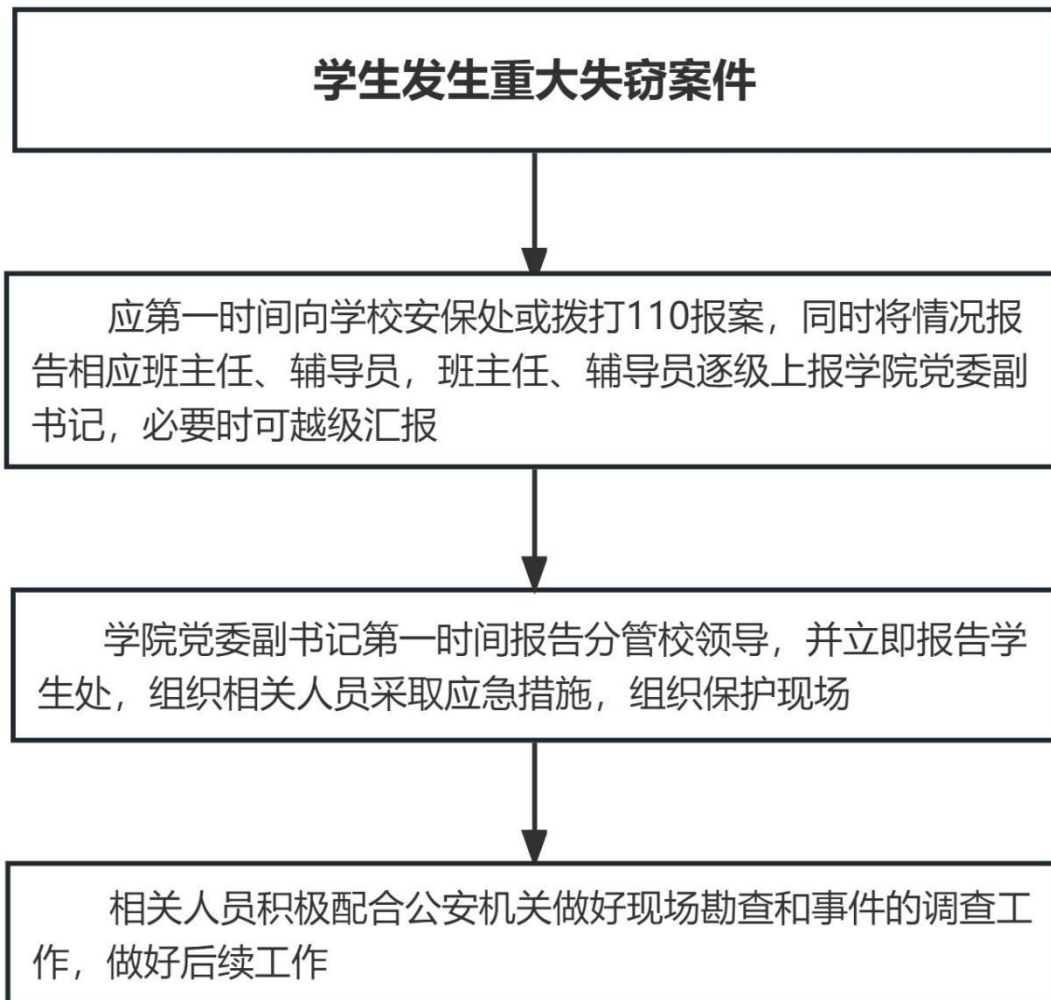 学生发生重大失窃案件
应第一时间向学校安保处或拨打110报案，同时将情况报
告相应班主任、辅导员，班主任、辅导员逐级上报学院党委副
书记，必要时可越级汇报
学院党委副书记第一时间报告分管校领导，并立即报告学
生处，组织相关人员采取应急措施，组织保护现场
相关人员积极配合公安机关做好现场勘查和事件的调查工
作，做好后续工作